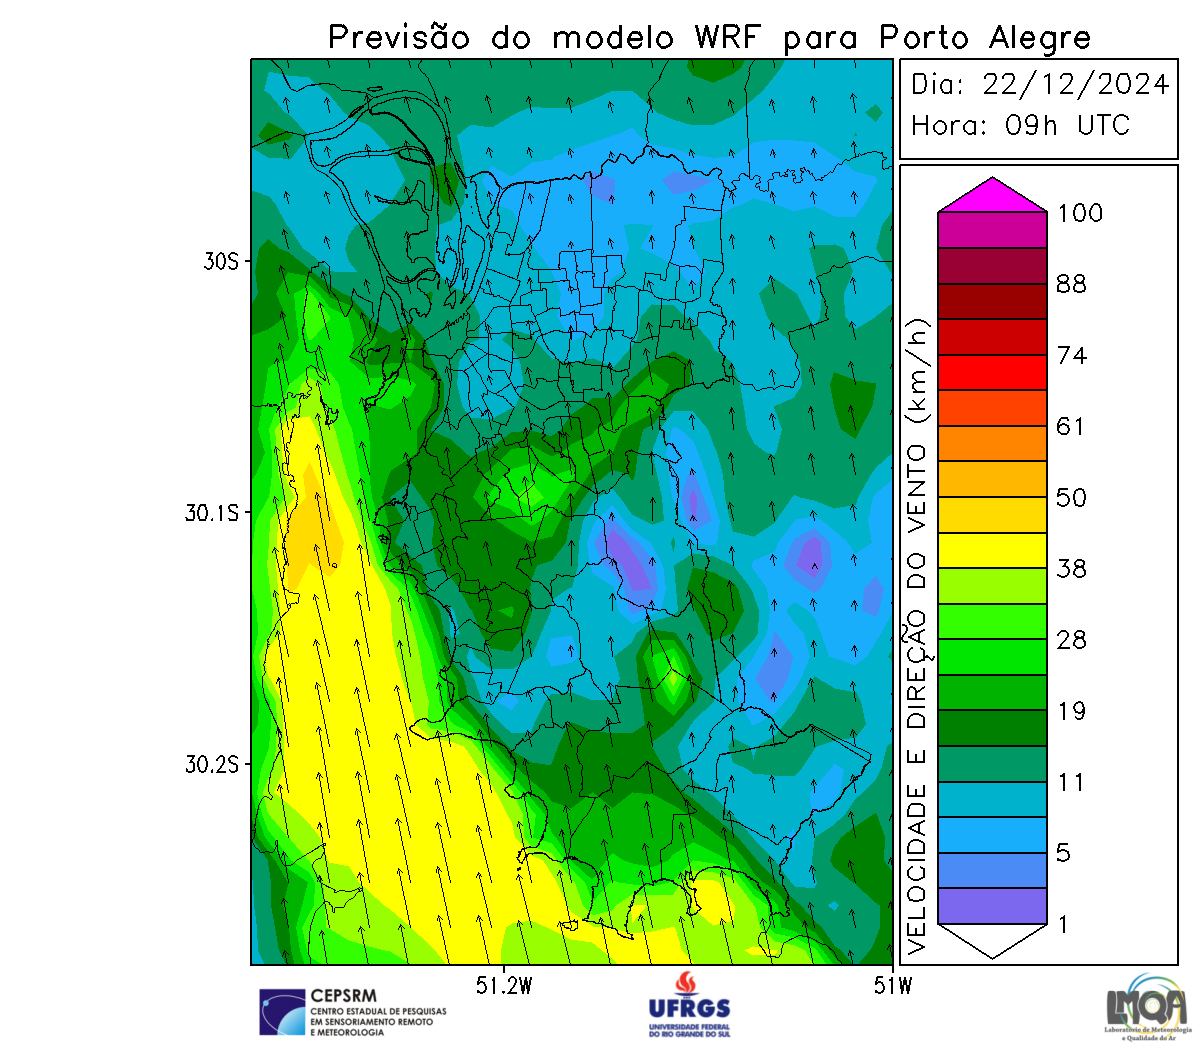 Previsão do modelo WRF para Porto Alegre
Dia: 22/12/2024
Hora: 09h UTC
100
88
74
61
50
38
28
19
11
5
1
VELOCIDADE E DIREÇÃO DO VENTO (km/h)
30S
30.1S
30.2S
51.2W
51W
CEPSRM
CENTRO ESTADUAL DE PESQUISAS
EM SENSORIAMENTO REMOTO
E METEOROLOGIA
UFRGS
UNIVERSIDADE FEDERAL
DO RIO GRANDE DO SUL
LMQA
Laboratório de Meteorologia
e Qualidade do Ar